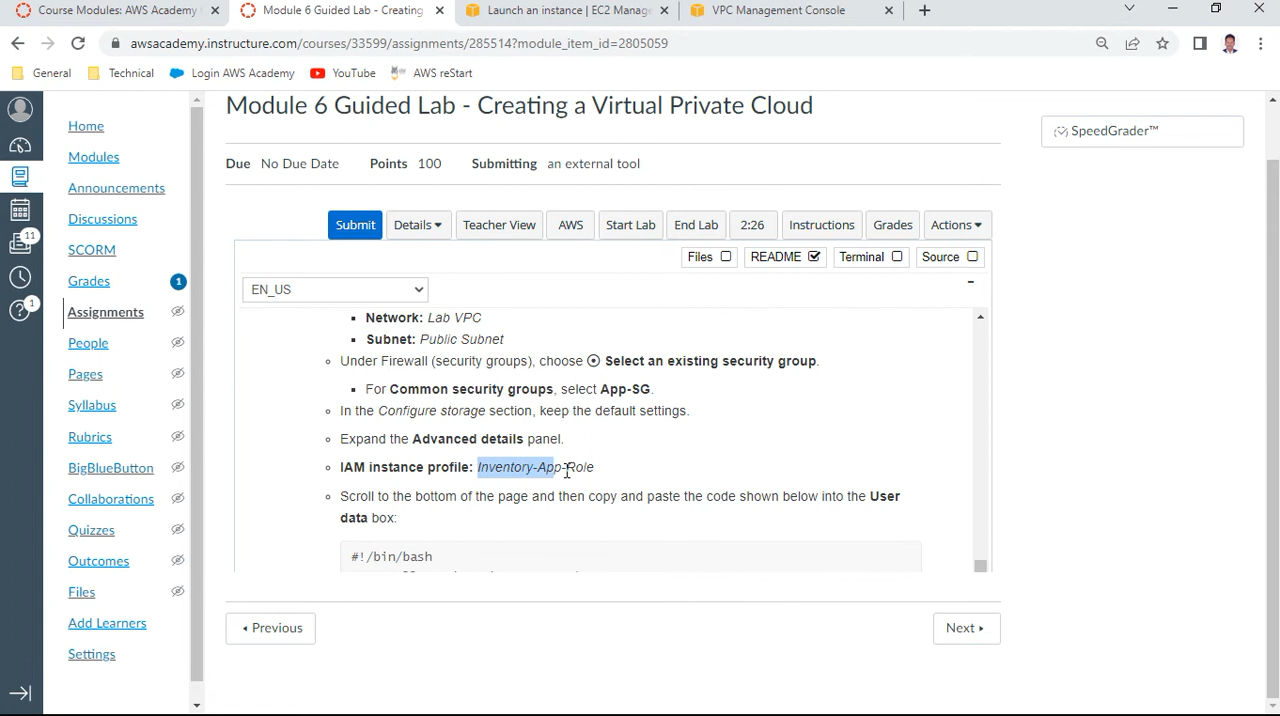 Course Modules: AWS Academy
Module 6 Guided Lab - Creating
Launch an instance | EC2 Manag
VPC Management Console
awsacademy.instructure.com/courses/33599/assignments/285514?module_item_id=2805059
General
Technical
Login AWS Academy
YouTube
AWS reStart
11
1
Home
Modules
Announcements
Discussions
SCORM
Grades
1
Assignments
People
Pages
Syllabus
Rubrics
BigBlueButton
Collaborations
Quizzes
Outcomes
Files
Add Learners
Settings
Module 6 Guided Lab - Creating a Virtual Private Cloud
Due No Due Date Points 100 Submitting an external tool
Submit Details Teacher View AWS Start Lab End Lab 2:26 Instructions Grades Actions
Files README Terminal Source
EN_US
Network: Lab VPC
Subnet: Public Subnet
Under Firewall (security groups), choose Select an existing security group.
For Common security groups, select App-SG.
In the Configure storage section, keep the default settings.
Expand the Advanced details panel.
IAM instance profile: Inventory-App-Role
Scroll to the bottom of the page and then copy and paste the code shown below into the User
data box:
#!/bin/bash
Previous
Next
SpeedGrader™